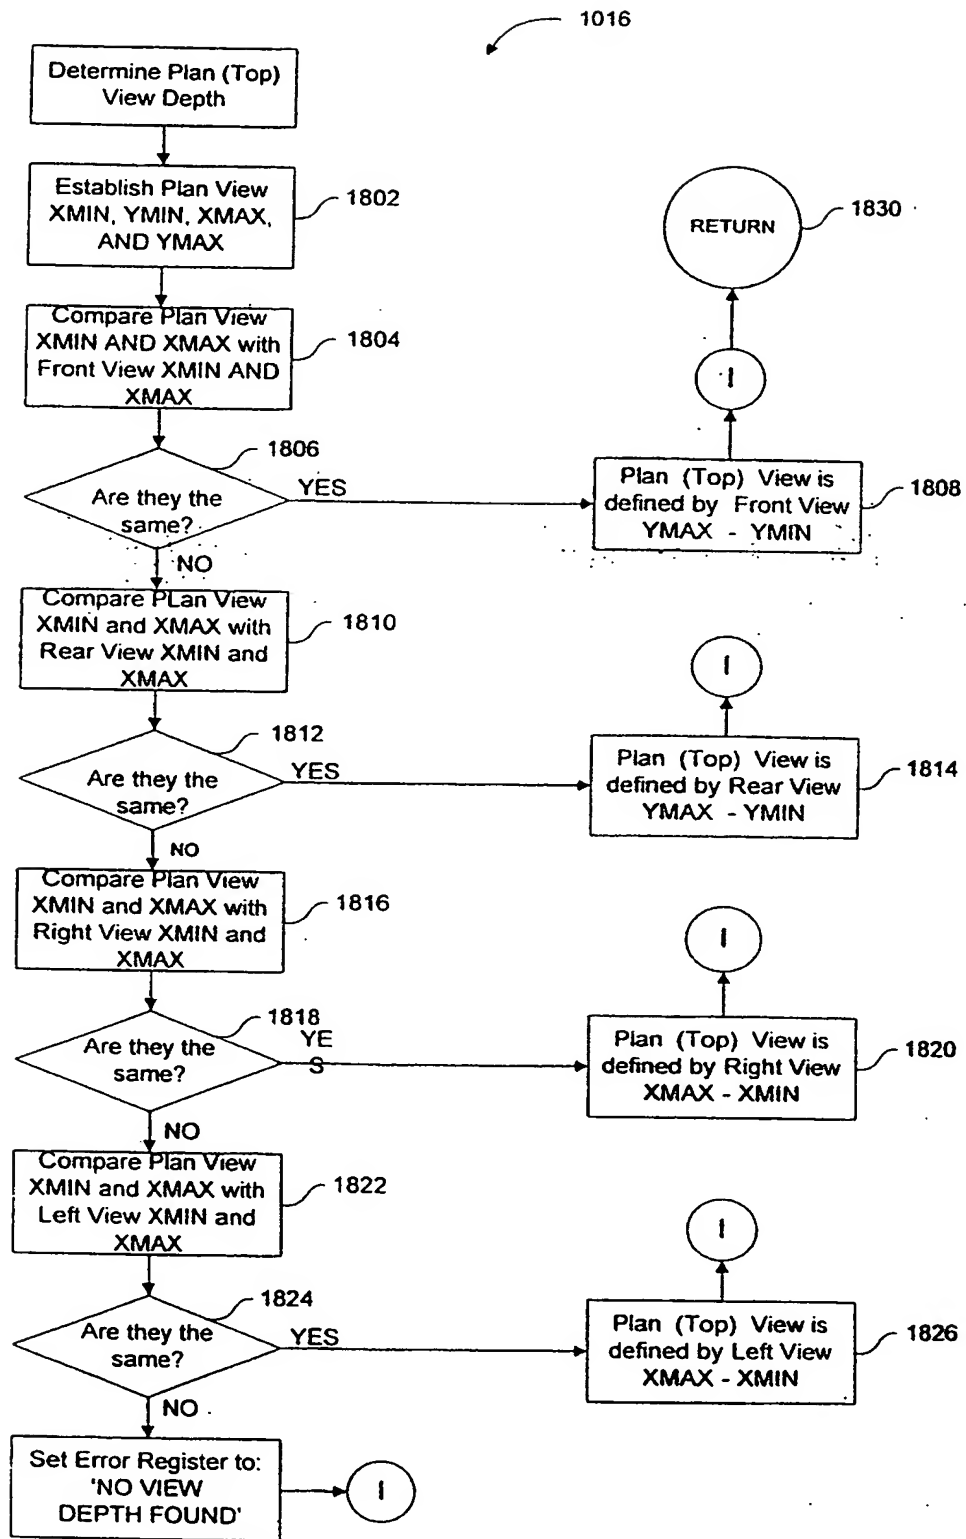 1016
Determine Plan (Top)
View Depth
Establish Plan View
XMIN, YMIN, XMAX,
AND YMAX
1802
RETURN
1830
Compare Plan View
XMIN AND XMAX with
Front View XMIN AND
XMAX
1804
I
1806
Are they the
same?
YES
Plan (Top) View is
defined by Front View
YMAX - YMIN
1808
NO
Compare PLan View
XMIN and XMAX with
Rear View XMIN and
XMAX
1810
I
1812
Are they the
same?
YES
Plan (Top) View is
defined by Rear View
YMAX - YMIN
1814
NO
Compare Plan View
XMIN and XMAX with
Right View XMIN and
XMAX
1816
I
1818
Are they the
same?
YE
S
Plan (Top) View is
defined by Right View
XMAX - XMIN
1820
NO
Compare Plan View
XMIN and XMAX with
Left View XMIN and
XMAX
1822
I
1824
Are they the
same?
YES
Plan (Top) View is
defined by Left View
XMAX - XMIN
1826
NO
Set Error Register to:
'NO VIEW
DEPTH FOUND'
I